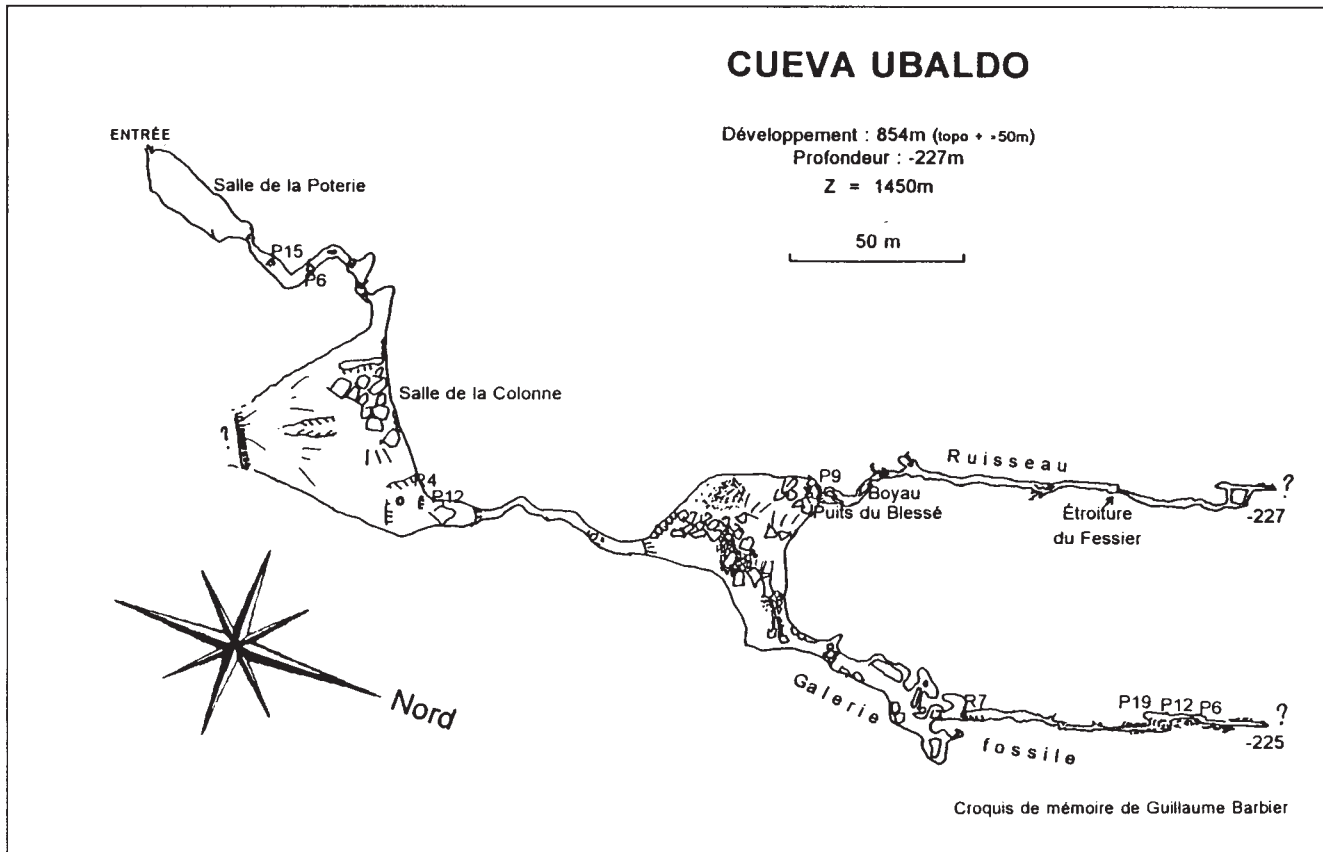 CUEVA UBALDO
Développement : 854m (topo + ≈50m)
Profondeur : -227m
Z = 1450m
50 m
ENTRÉE
Salle de la Poterie
P15
P6
Salle de la Colonne
?
P4
P12
P9
Boyau
Puits du Blessé
Ruisseau
Étroiture
du Fessier
?
-227
Nord
Galerie
fossile
R7
P19 P12 P6
?
-225
Croquis de mémoire de Guillaume Barbier